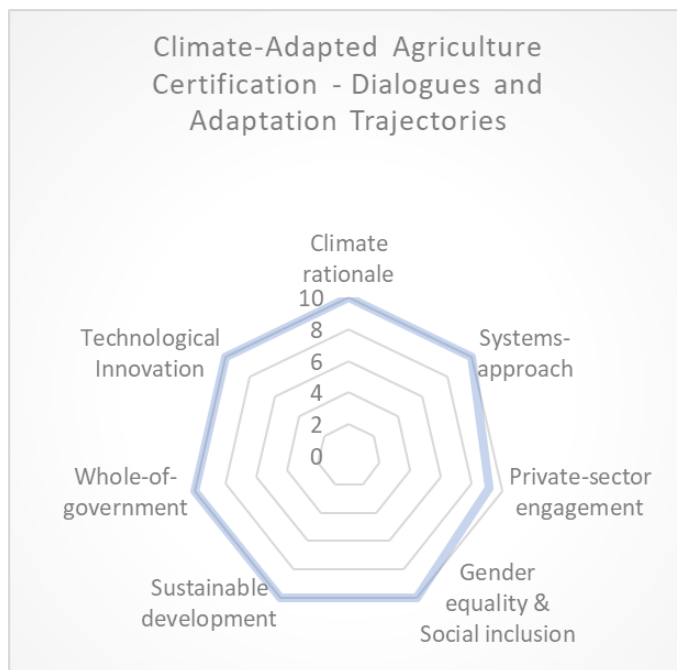 Climate-Adapted Agriculture
Certification - Dialogues and
Adaptation Trajectories
Climate
rationale
10
8
6
4
2
0
Systems-
approach
Private-sector
engagement
Gender
equality &
Social inclusion
Sustainable
development
Whole-of-
government
Technological
Innovation